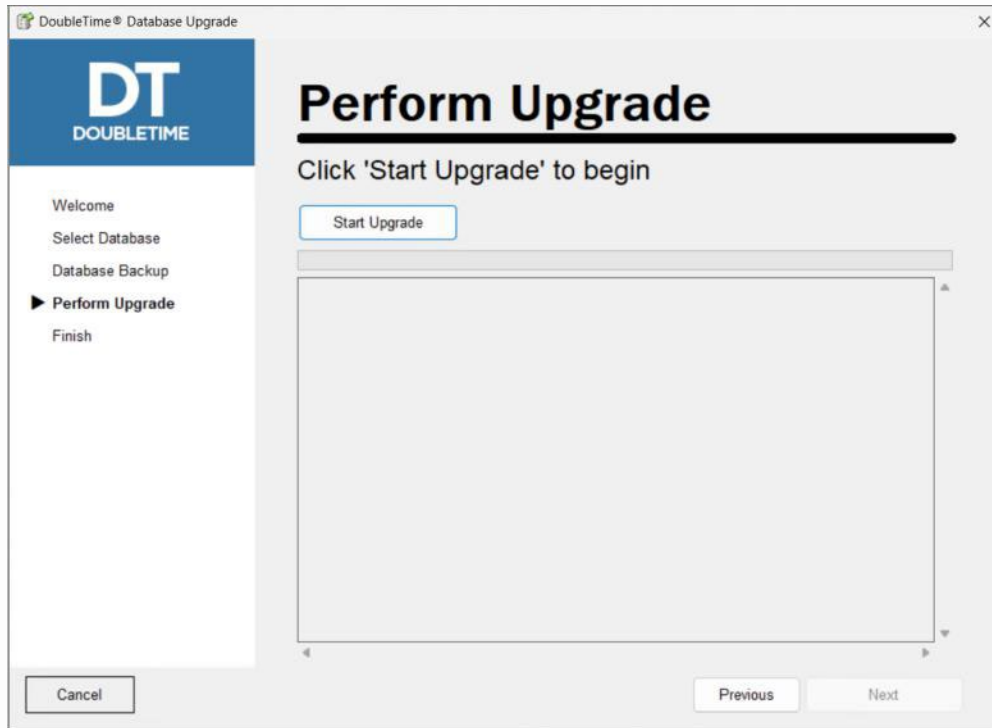 DoubleTime® Database Upgrade
DT
DOUBLETIME
Welcome
Select Database
Database Backup
Perform Upgrade
Finish
Perform Upgrade
Click 'Start Upgrade' to begin
Start Upgrade
Cancel
Previous
Next